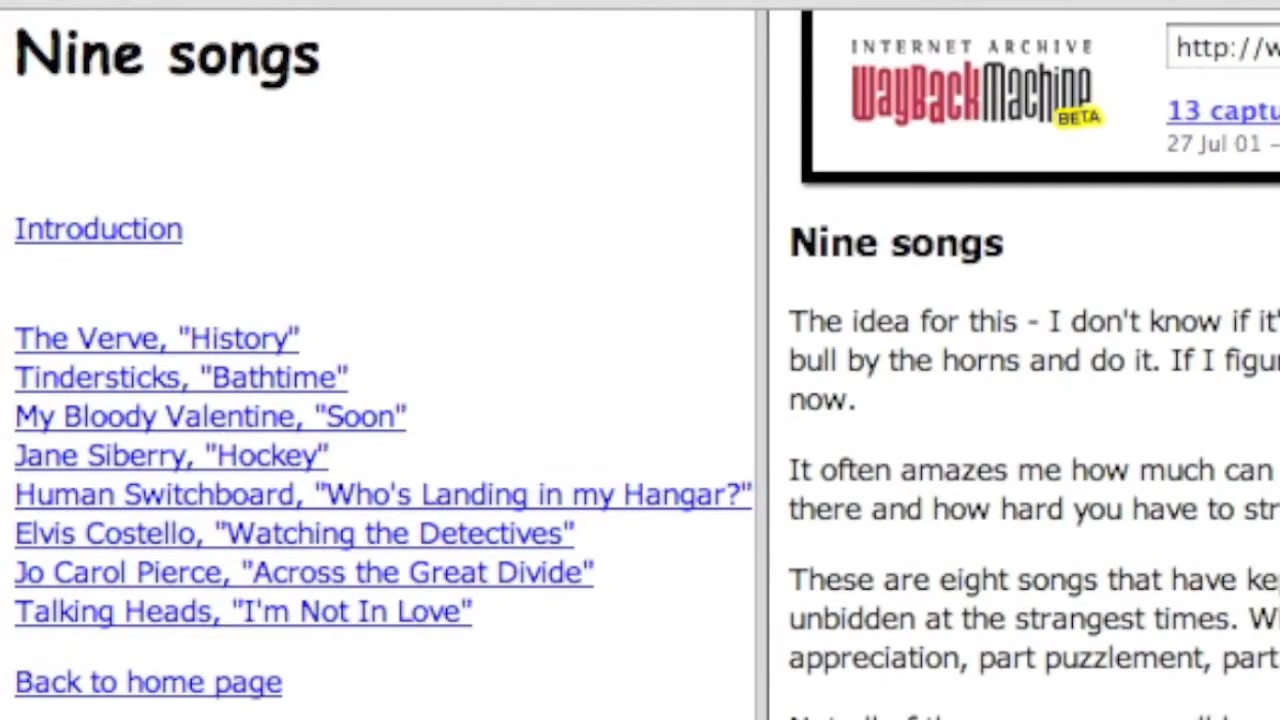 Nine songs
Introduction
The Verve, "History"
Tindersticks, "Bathtime"
My Bloody Valentine, "Soon"
Jane Siberry, "Hockey"
Human Switchboard, "Who's Landing in my Hangar?"
Elvis Costello, "Watching the Detectives"
Jo Carol Pierce, "Across the Great Divide"
Talking Heads, "I'm Not In Love"
Back to home page
INTERNET ARCHIVE
WayBackMachine
BETA
http://w
13 captu
27 Jul 01 -
Nine songs
The idea for this - I don't know if it'
bull by the horns and do it. If I figu
now.
It often amazes me how much can
there and how hard you have to str
These are eight songs that have ke
unbidden at the strangest times. W
appreciation, part puzzlement, part